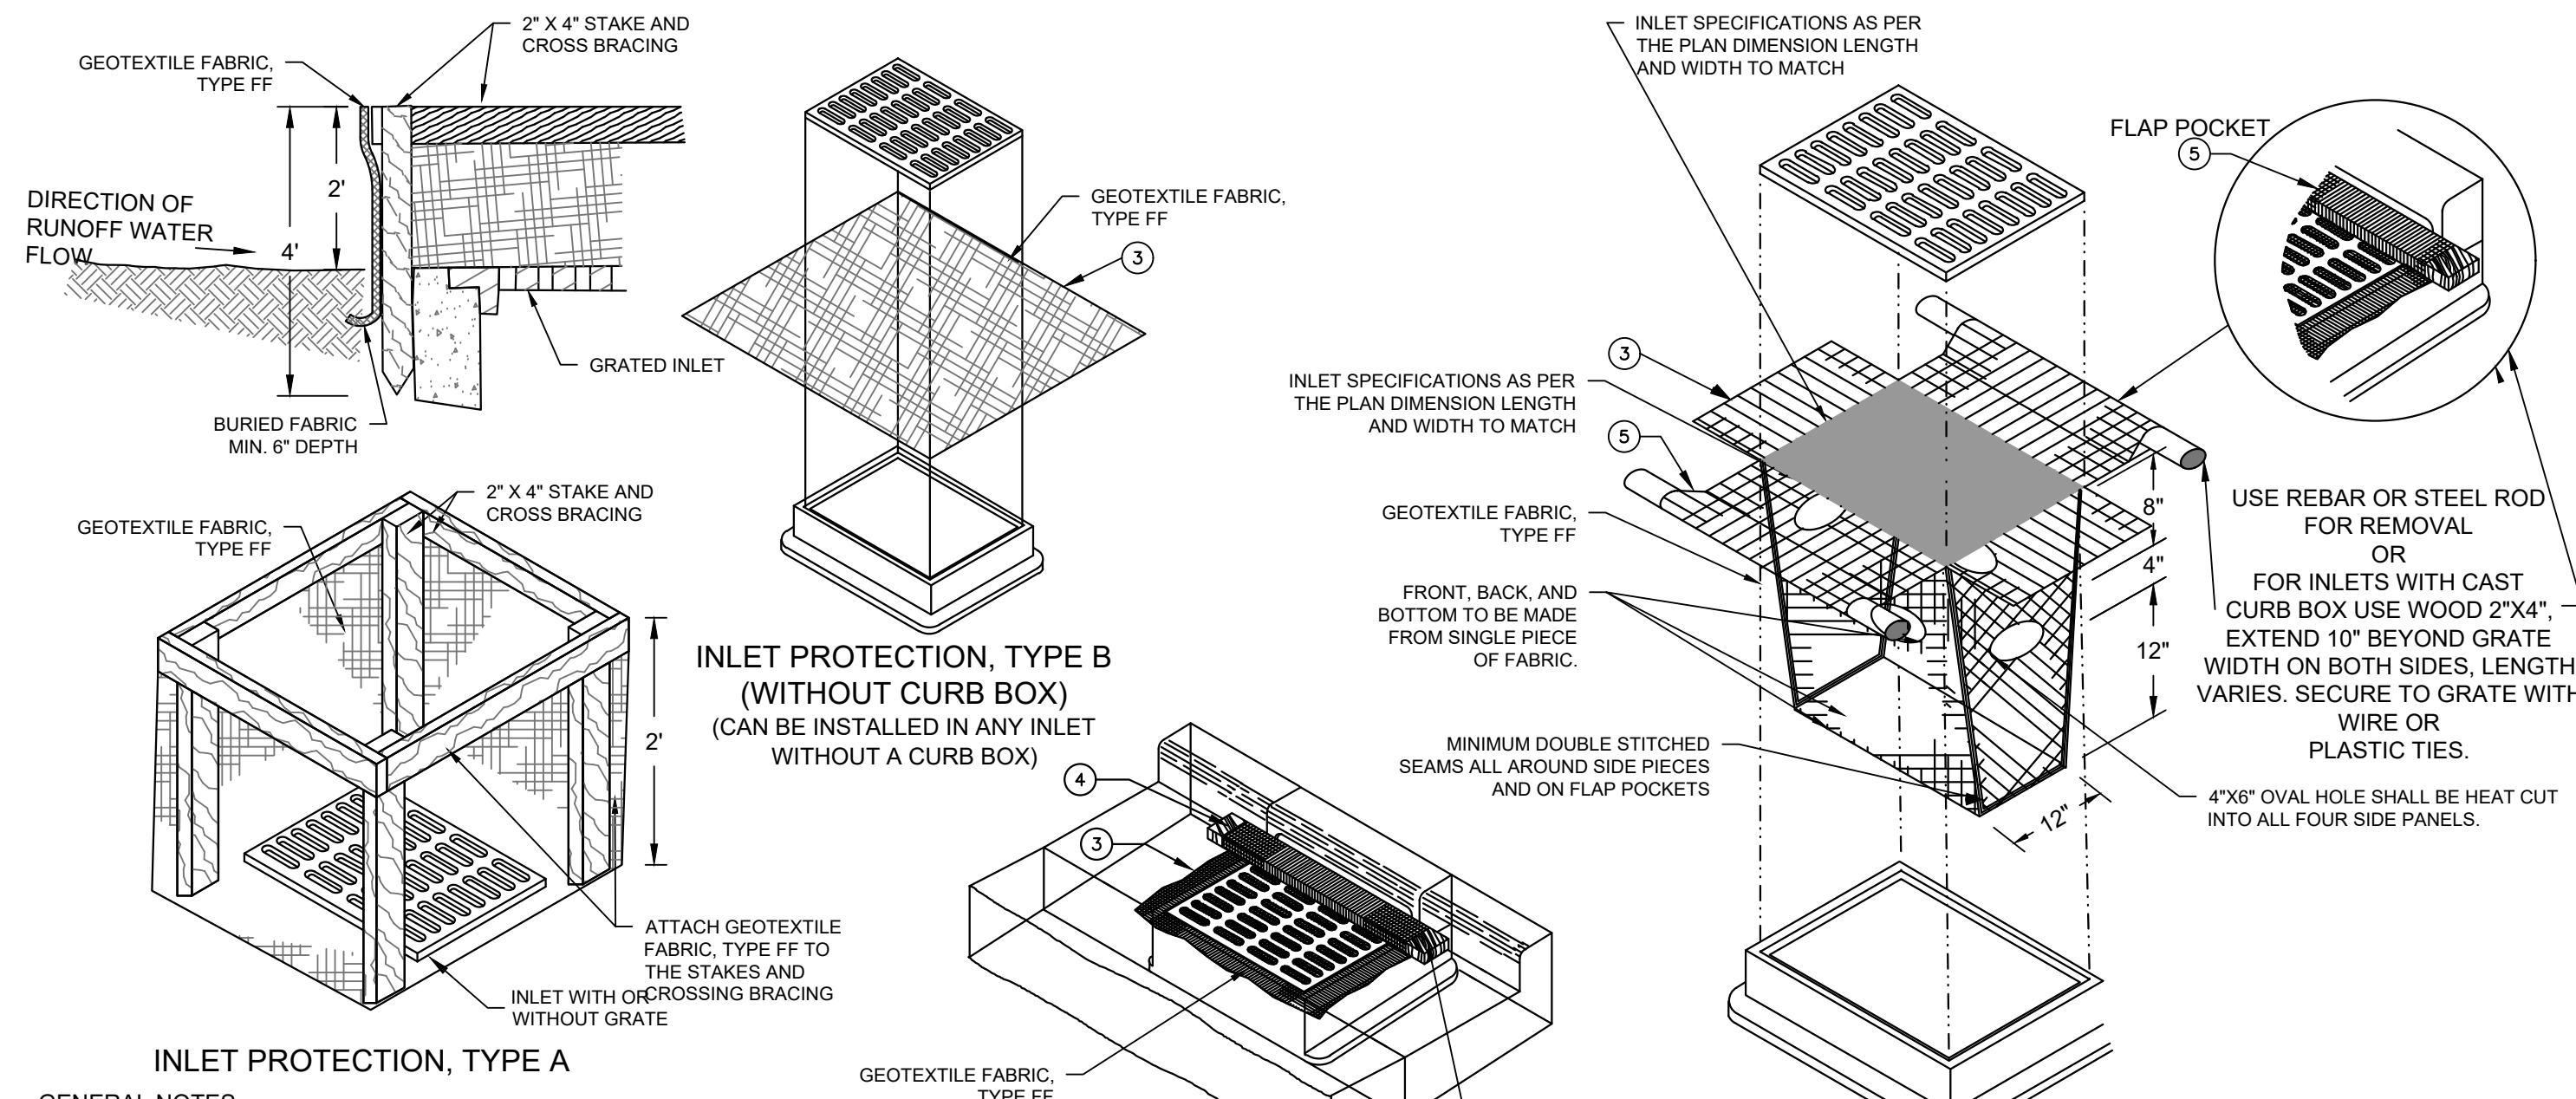 2" X 4" STAKE AND
CROSS BRACING
GEOTEXTILE FABRIC,
TYPE FF
2'
4'
DIRECTION OF
RUNOFF WATER
FLOW
GRATED INLET
BURIED FABRIC
MIN. 6" DEPTH
GEOTEXTILE FABRIC,
TYPE FF
3
2" X 4" STAKE AND
CROSS BRACING
GEOTEXTILE FABRIC,
TYPE FF
2'
ATTACH GEOTEXTILE
FABRIC, TYPE FF TO
THE STAKES AND
CROSSING BRACING
INLET WITH OR
WITHOUT GRATE
INLET PROTECTION, TYPE A
INLET PROTECTION, TYPE B
(WITHOUT CURB BOX)
(CAN BE INSTALLED IN ANY INLET
WITHOUT A CURB BOX)
4
3
GEOTEXTILE FABRIC,
TYPE FF
INLET SPECIFICATIONS AS PER
THE PLAN DIMENSION LENGTH
AND WIDTH TO MATCH
FLAP POCKET
5
3
INLET SPECIFICATIONS AS PER
THE PLAN DIMENSION LENGTH
AND WIDTH TO MATCH
5
GEOTEXTILE FABRIC,
TYPE FF
FRONT, BACK, AND
BOTTOM TO BE MADE
FROM SINGLE PIECE
OF FABRIC.
MINIMUM DOUBLE STITCHED
SEAMS ALL AROUND SIDE PIECES
AND ON FLAP POCKETS
8"
4"
12"
12"
USE REBAR OR STEEL ROD
FOR REMOVAL
OR
FOR INLETS WITH CAST
CURB BOX USE WOOD 2"X4",
EXTEND 10" BEYOND GRATE
WIDTH ON BOTH SIDES, LENGTH
VARIES. SECURE TO GRATE WITH
WIRE OR
PLASTIC TIES.
4"X6" OVAL HOLE SHALL BE HEAT CUT
INTO ALL FOUR SIDE PANELS.
GENERAL NOTES